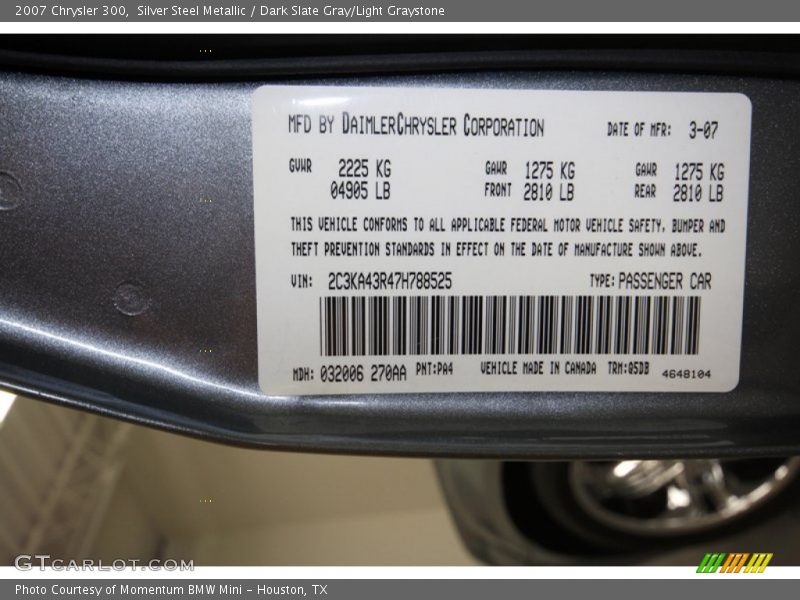 2007 Chrysler 300,  Silver Steel Metallic / Dark Slate Gray/Light Graystone
MFD BY DAIMLERCHRYSLER CORPORATION DATE OF MFR: 3-07
GVWR 2225 KG GAWR 1275 KG GAWR 1275 KG
04905 LB FRONT 2810 LB REAR 2810 LB
THIS VEHICLE CONFORMS TO ALL APPLICABLE FEDERAL MOTOR VEHICLE SAFETY, BUMPER AND
THEFT PREVENTION STANDARDS IN EFFECT ON THE DATE OF MANUFACTURE SHOWN ABOVE.
VIN: 2C3KA43R47H788525 TYPE: PASSENGER CAR
MDH: 032006 270AA PNT:PA4 VEHICLE MADE IN CANADA TRM:Q5DB 4648104
GTCARLOT.COM
Photo Courtesy of Momentum BMW Mini - Houston, TX